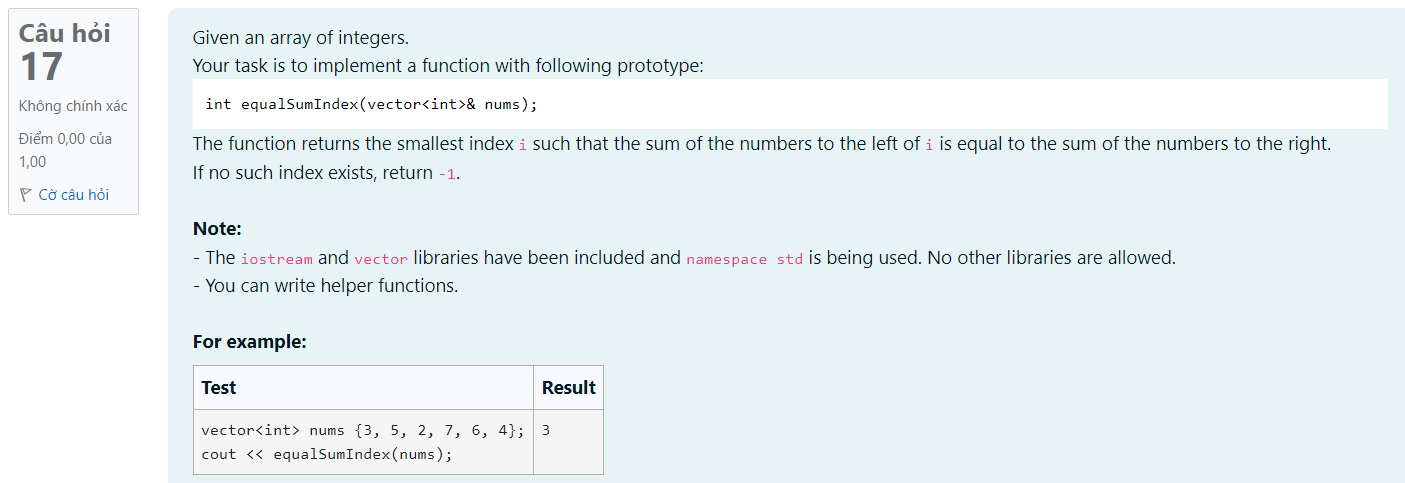 Câu hỏi
17
Không chính xác
Điểm 0,00 của
1,00
Cờ câu hỏi
Given an array of integers.
Your task is to implement a function with following prototype:
int equalSumIndex(vector<int>& nums);
The function returns the smallest index i such that the sum of the numbers to the left of i is equal to the sum of the numbers to the right.
If no such index exists, return -1.
Note:
- The iostream and vector libraries have been included and namespace std is being used. No other libraries are allowed.
- You can write helper functions.
For example:
Test Result
vector<int> nums {3, 5, 2, 7, 6, 4}; 3
cout << equalSumIndex(nums);